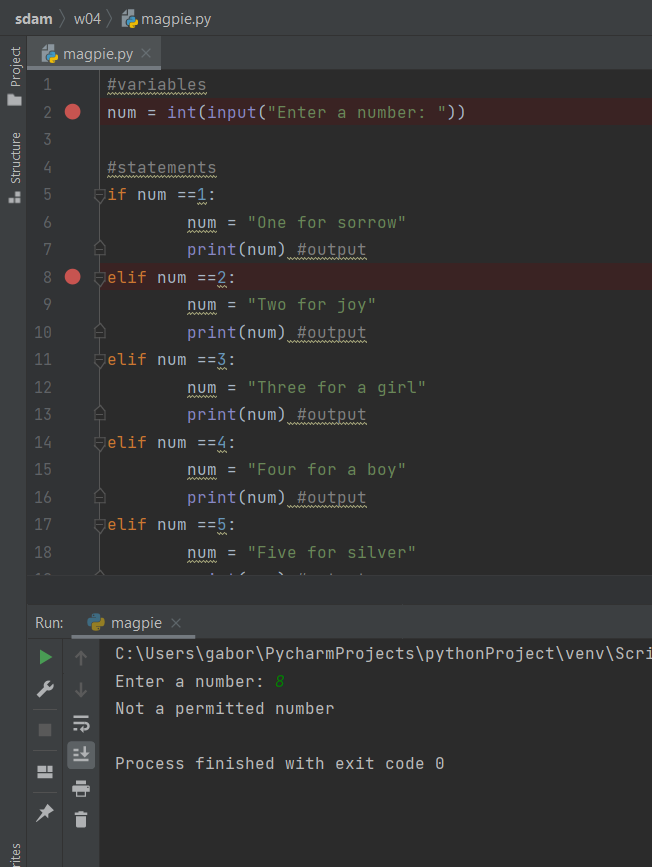 sdam w04 magpie.py
magpie.py
Project
Structure
1 #variables
2 num = int(input("Enter a number: "))
3
4 #statements
5 if num ==1:
6 num = "One for sorrow"
7 print(num) #output
8 elif num ==2:
9 num = "Two for joy"
10 print(num) #output
11 elif num ==3:
12 num = "Three for a girl"
13 print(num) #output
14 elif num ==4:
15 num = "Four for a boy"
16 print(num) #output
17 elif num ==5:
18 num = "Five for silver"
Run: magpie
C:\Users\gabor\PycharmProjects\pythonProject\venv\Scri
Enter a number: 8
Not a permitted number
Process finished with exit code 0
rites